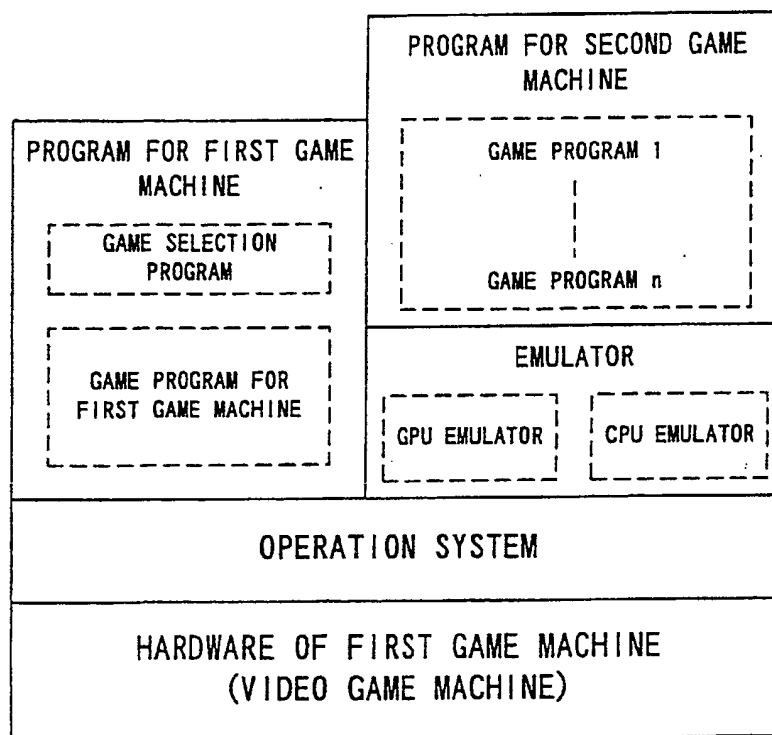 PROGRAM FOR SECOND GAME
MACHINE
GAME PROGRAM 1
GAME PROGRAM n
PROGRAM FOR FIRST GAME
MACHINE
GAME SELECTION
PROGRAM
GAME PROGRAM FOR
FIRST GAME MACHINE
EMULATOR
GPU EMULATOR
CPU EMULATOR
OPERATION SYSTEM
HARDWARE OF FIRST GAME MACHINE
(VIDEO GAME MACHINE)